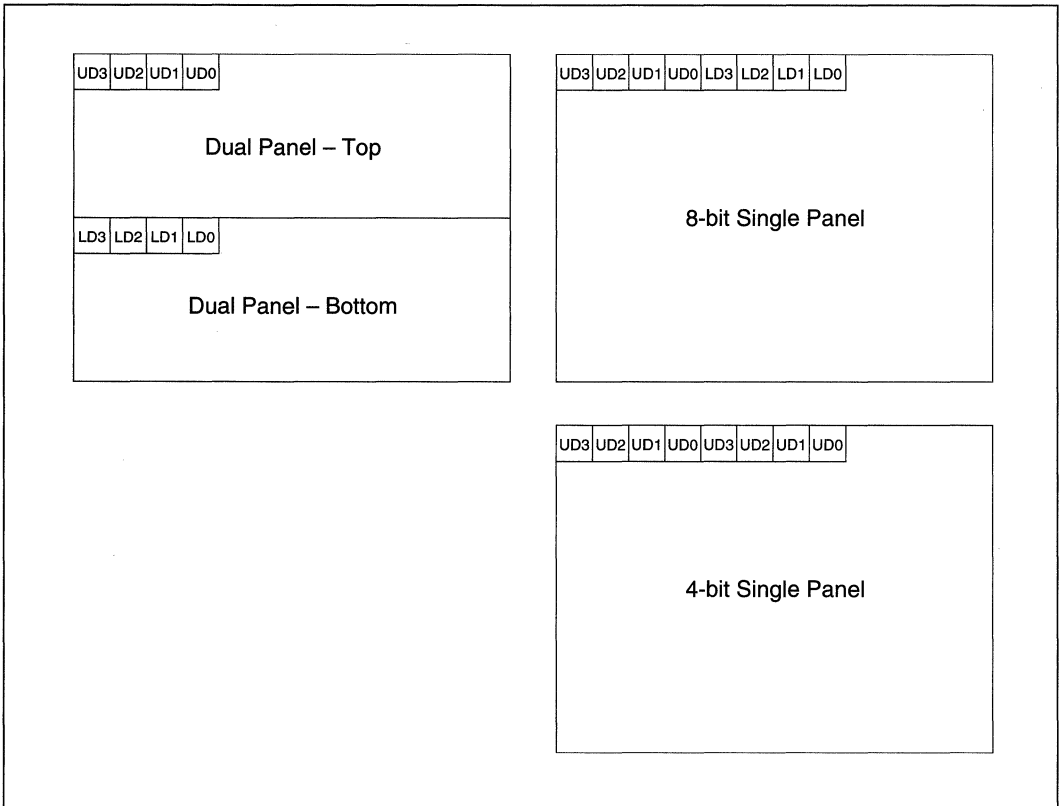 UD3 UD2 UD1 UD0
Dual Panel – Top
LD3 LD2 LD1 LD0
Dual Panel – Bottom
UD3 UD2 UD1 UD0 LD3 LD2 LD1 LD0
8-bit Single Panel
UD3 UD2 UD1 UD0 UD3 UD2 UD1 UD0
4-bit Single Panel